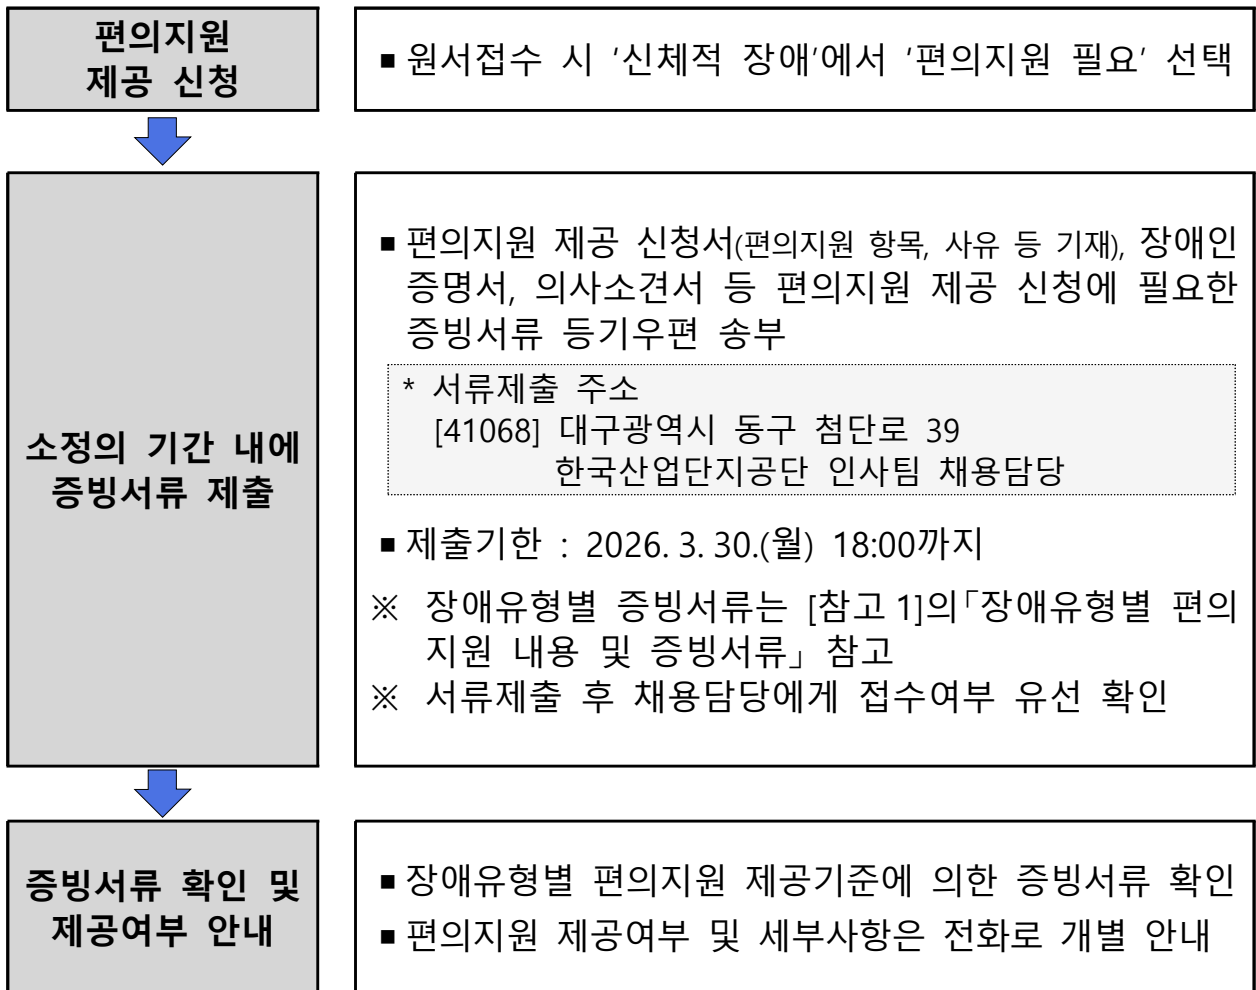 편의지원
제공 신청
▪ 원서접수 시 ‘신체적 장애’에서 ‘편의지원 필요’ 선택
소정의 기간 내에
증빙서류 제출
▪ 편의지원 제공 신청서(편의지원 항목, 사유 등 기재), 장애인
증명서, 의사소견서 등 편의지원 제공 신청에 필요한
증빙서류 등기우편 송부
* 서류제출 주소
[41068] 대구광역시 동구 첨단로 39
한국산업단지공단 인사팀 채용담당
▪ 제출기한 : 2026. 3. 30.(월) 18:00까지
※ 장애유형별 증빙서류는 [참고 1]의「장애유형별 편의
지원 내용 및 증빙서류」 참고
※ 서류제출 후 채용담당에게 접수여부 유선 확인
증빙서류 확인 및
제공여부 안내
▪ 장애유형별 편의지원 제공기준에 의한 증빙서류 확인
▪ 편의지원 제공여부 및 세부사항은 전화로 개별 안내